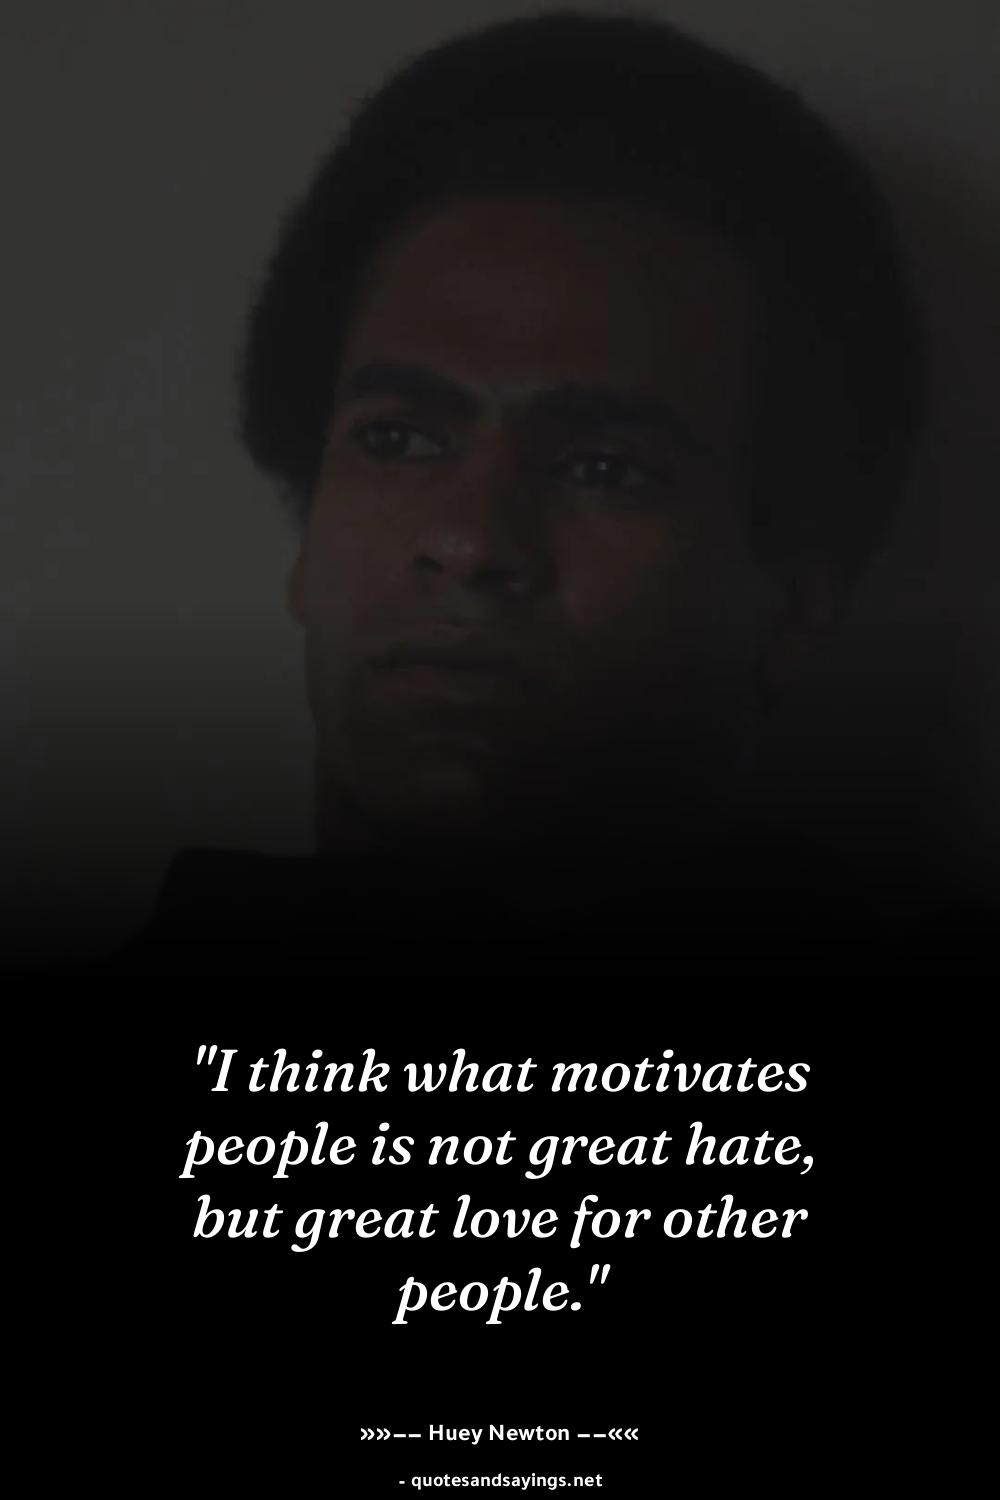 "I think what motivates
people is not great hate,
but great love for other
people."
»»–– Huey Newton ––««
- quotesandsayings.net